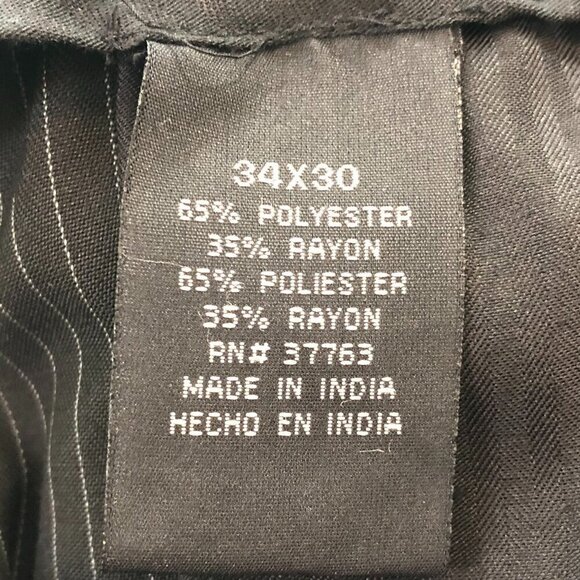 34X30
65% POLYESTER
35% RAYON
65% POLIESTER
35% RAYON
RN# 37763
MADE IN INDIA
HECHO EN INDIA